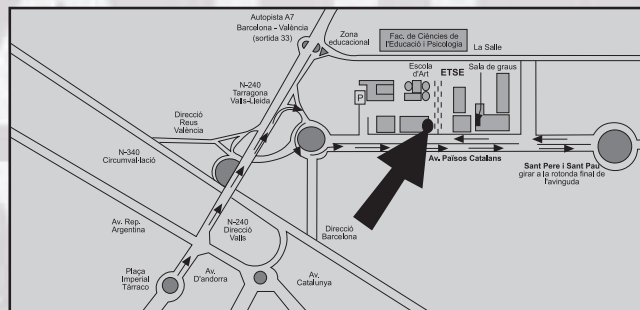 Autopista A7
Barcelona - València
(sortida 33)
Zona
educacional
Fac. de Ciències de
l'Educació i Psicologia
La Salle
Escola
d'Art
ETSE
Sala de graus
N-240
Tarragona
Valls-Lleida
P
Direcció
Reus
València
N-340
Circumval·lació
Av. Països Catalans
Sant Pere i Sant Pau
girar a la rotonda final de
l'avinguda
Av. Rep.
Argentina
N-240
Direcció
Valls
Direcció
Barcelona
Plaça
Imperial
Tàrraco
Av.
D'andorra
Av.
Catalunya